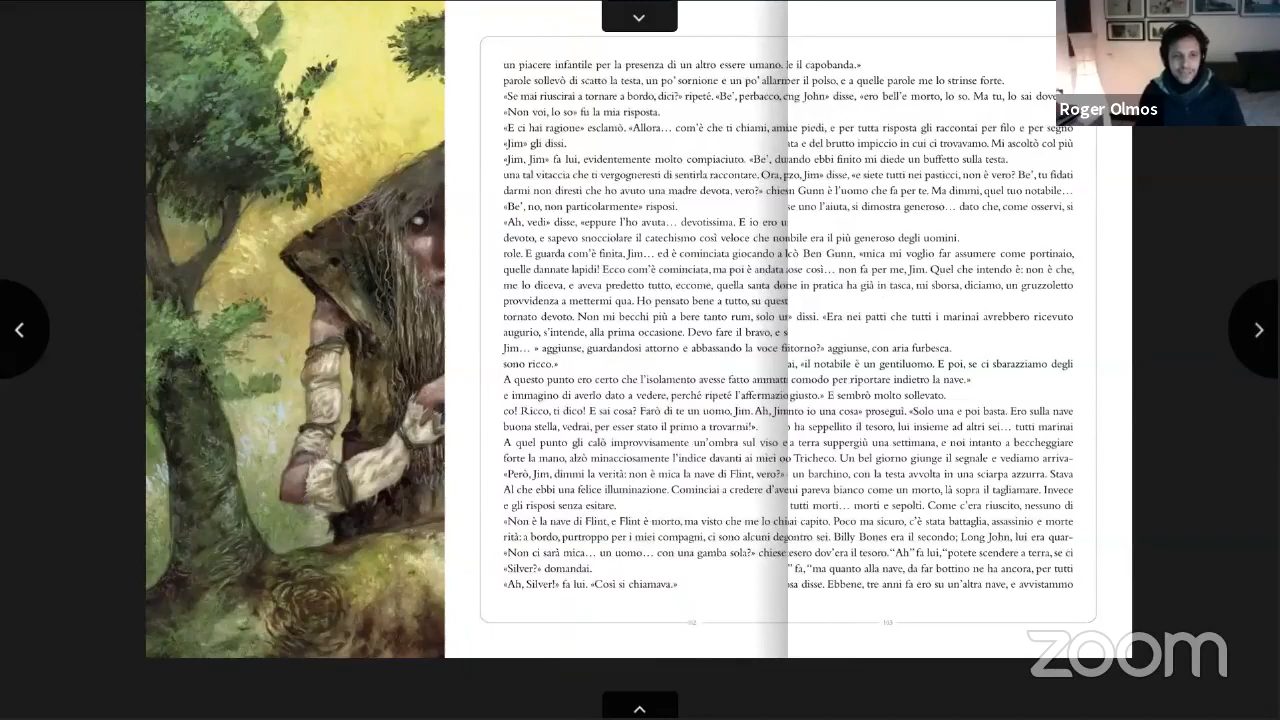 un piacere infantile per la presenza di un altro essere umano. le il capobanda.»
parole sollevò di scatto la testa, un po' sornione e un po' allarmper il polso, e a quelle parole me lo strinse forte.
«Se mai riuscirai a tornare a bordo, dici?» ripeté. «Be', perbacco, eng John» disse, «ero bell'e morto, lo so. Ma tu, lo sai dove
«Non voi, lo so» fu la mia risposta.
«E ci hai ragione» esclamò. «Allora… com'è che ti chiami, amiue piedi, e per tutta risposta gli raccontai per filo e per segno
«Jim» gli dissi. ata e del brutto impiccio in cui ci trovavamo. Mi ascoltò col più
«Jim, Jim» fa lui, evidentemente molto compiaciuto. «Be', duando ebbi finito mi diede un buffetto sulla testa.
una tal vitaccia che ti vergogneresti di sentirla raccontare. Ora, pzo, Jim» disse, «e siete tutti nei pasticci, non è vero? Be', tu fidati
darmi non diresti che ho avuto una madre devota, vero?» chiesn Gunn è l'uomo che fa per te. Ma dimmi, quel tuo notabile…
«Be', no, non particolarmente» risposi. se uno l'aiuta, si dimostra generoso… dato che, come osservi, si
«Ah, vedi» disse, «eppure l'ho avuta… devotissima. E io ero u
devoto, e sapevo snocciolare il catechismo così veloce che nonbile era il più generoso degli uomini.
role. E guarda com'è finita, Jim… ed è cominciata giocando a lcò Ben Gunn, «mica mi voglio far assumere come portinaio,
quelle dannate lapidi! Ecco com'è cominciata, ma poi è andata ose così… non fa per me, Jim. Quel che intendo è: non è che,
me lo diceva, e aveva predetto tutto, eccome, quella santa done in pratica ha già in tasca, mi sborsa, diciamo, un gruzzoletto
provvidenza a mettermi qua. Ho pensato bene a tutto, su quest
tornato devoto. Non mi becchi più a bere tanto rum, solo u» dissi. «Era nei patti che tutti i marinai avrebbero ricevuto
augurio, s'intende, alla prima occasione. Devo fare il bravo, e s
Jim… » aggiunse, guardandosi attorno e abbassando la voce fiitorno?» aggiunse, con aria furbesca.
sono ricco.» ai, «il notabile è un gentiluomo. E poi, se ci sbarazziamo degli
A questo punto ero certo che l'isolamento avesse fatto ammatt comodo per riportare indietro la nave.»
e immagino di averlo dato a vedere, perché ripeté l'affermaziogiusto.» E sembrò molto sollevato.
co! Ricco, ti dico! E sai cosa? Farò di te un uomo, Jim. Ah, Jimnto io una cosa» proseguì. «Solo una e poi basta. Ero sulla nave
buona stella, vedrai, per esser stato il primo a trovarmi!». ha seppellito il tesoro, lui insieme ad altri sei… tutti marinai
A quel punto gli calò improvvisamente un'ombra sul viso e a terra suppergiù una settimana, e noi intanto a beccheggiare
forte la mano, alzò minacciosamente l'indice davanti ai miei oo Tricheco. Un bel giorno giunge il segnale e vediamo arriva-
«Però, Jim, dimmi la verità: non è mica la nave di Flint, vero?» un barchino, con la testa avvolta in una sciarpa azzurra. Stava
Al che ebbi una felice illuminazione. Cominciai a credere d'aveui pareva bianco come un morto, là sopra il tagliamare. Invece
e gli risposi senza esitare. tutti morti… morti e sepolti. Come c'era riuscito, nessuno di
«Non è la nave di Flint, e Flint è morto, ma visto che me lo chiai capito. Poco ma sicuro, c'è stata battaglia, assassinio e morte
rità: a bordo, purtroppo per i miei compagni, ci sono alcuni degontro sei. Billy Bones era il secondo; Long John, lui era quar-
«Non ci sarà mica… un uomo… con una gamba sola?» chiese esero dov'era il tesoro. “Ah” fa lui, “potete scendere a terra, se ci
«Silver?» domandai. ” fa, “ma quanto alla nave, da far bottino ne ha ancora, per tutti
«Ah, Silver!» fa lui. «Così si chiamava.» sa disse. Ebbene, tre anni fa ero su un'altra nave, e avvistammo
103
Roger Olmos
zoom